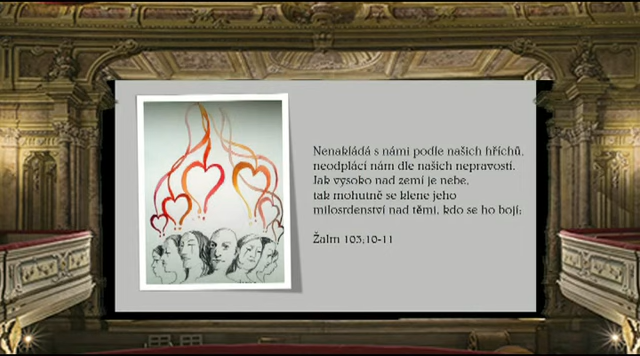 Nenakládá s námi podle našich hříchů,
neodplácí nám dle našich nepravostí.
Jak vysoko nad zemí je nebe,
tak mohutně se klene jeho
milosrdenství nad těmi, kdo se ho bojí;
Žalm 103,10-11